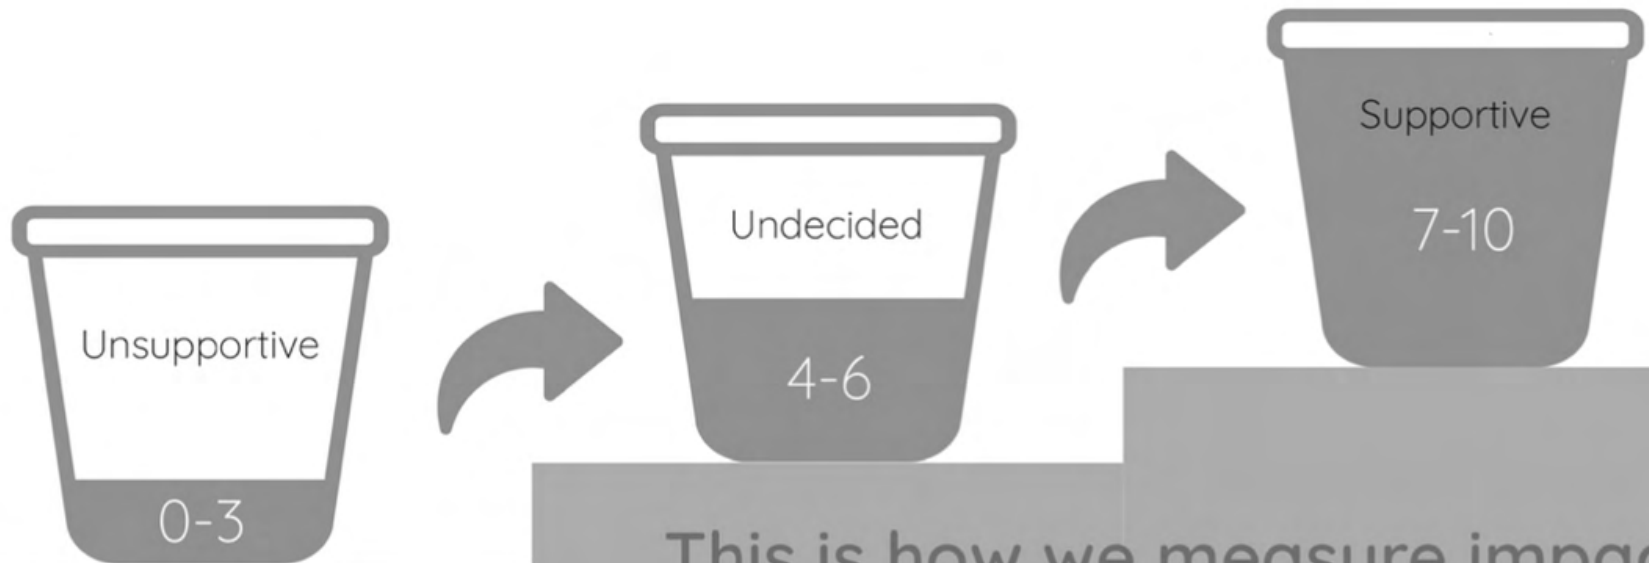 Supportive
7-10
Undecided
4-6
Unsupportive
0-3
This is how we measure